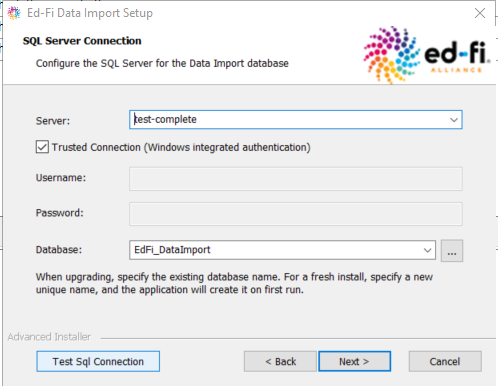 Ed-Fi Data Import Setup
SQL Server Connection
Configure the SQL Server for the Data Import database
ed-fi
ALLIANCE
Server:
test-complete
Trusted Connection (Windows integrated authentication)
Username:
Password:
Database:
EdFi_DataImport
...
When upgrading, specify the existing database name. For a fresh install, specify a new
unique name, and the application will create it on first run.
Advanced Installer
Test Sql Connection
< Back
Next >
Cancel